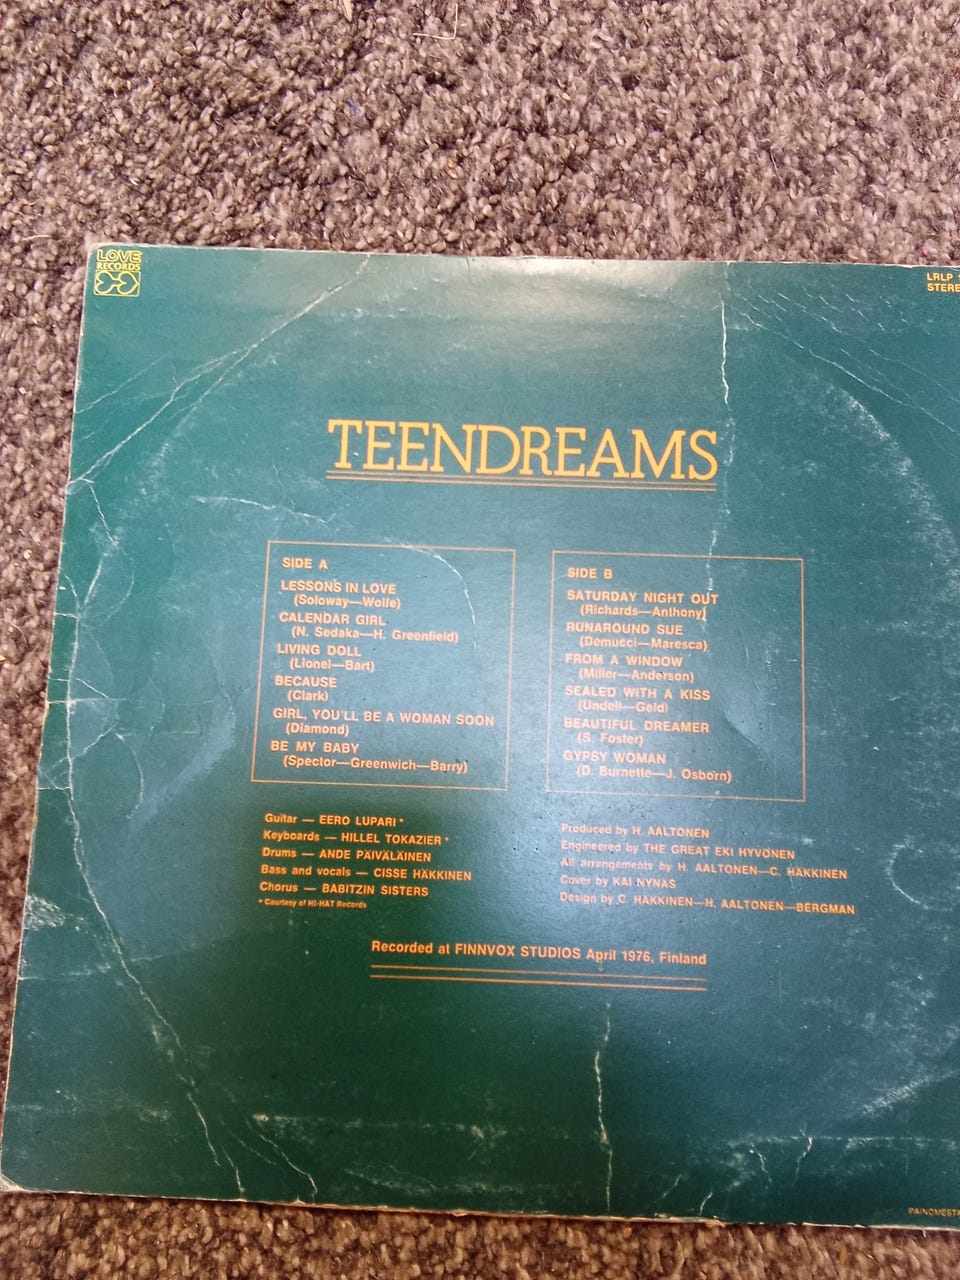 LOVE
RECORDS
LRLP
STERE
TEENDREAMS
SIDE A
LESSONS IN LOVE
(Soloway—Wolfe)
CALENDAR GIRL
(N. Sedaka—H. Greenfield)
LIVING DOLL
(Lionel—Bart)
BECAUSE
(Clark)
GIRL, YOU'LL BE A WOMAN SOON
(Diamond)
BE MY BABY
(Spector—Greenwich—Barry)
SIDE B
SATURDAY NIGHT OUT
(Richards—Anthony)
RUNAROUND SUE
(Demucci—Maresca)
FROM A WINDOW
(Miller—Anderson)
SEALED WITH A KISS
(Undell—Geld)
BEAUTIFUL DREAMER
(S. Foster)
GYPSY WOMAN
(D. Burnette—J. Osborn)
Guitar — EERO LUPARI *
Keyboards — HILLEL TOKAZIER *
Drums — ANDE PÄIVÄLÄINEN
Bass and vocals — CISSE HÄKKINEN
Chorus — BABITZIN SISTERS
* Courtesy of HI-HAT Records
Produced by H. AALTONEN
Engineered by THE GREAT EKI HYVÖNEN
All arrangements by H. AALTONEN—C. HÄKKINEN
Cover by KAI NYNÄS
Design by C. HÄKKINEN—H. AALTONEN—BERGMAN
Recorded at FINNVOX STUDIOS April 1976, Finland